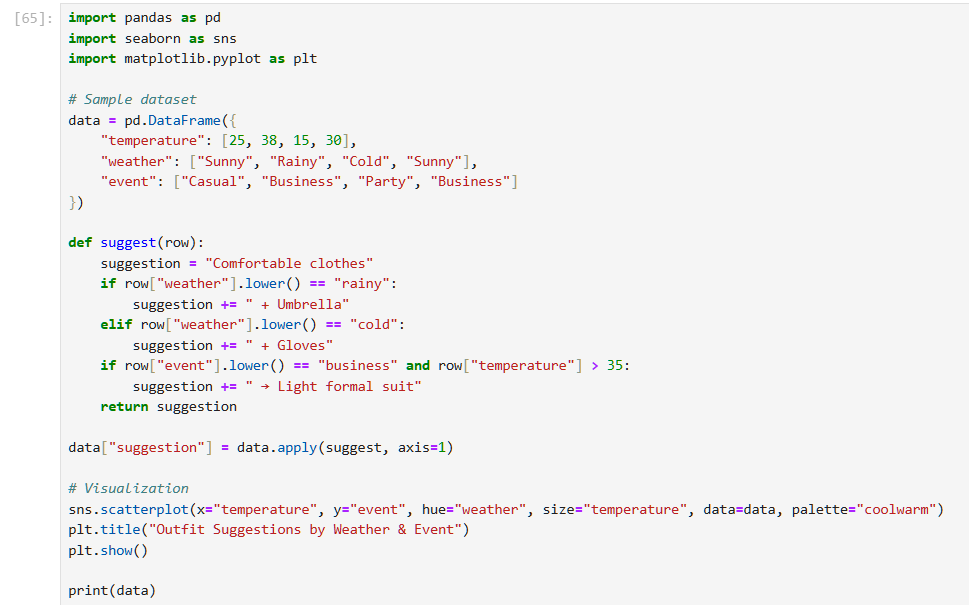 [65]:
import pandas as pd
import seaborn as sns
import matplotlib.pyplot as plt

# Sample dataset
data = pd.DataFrame({
    "temperature": [25, 38, 15, 30],
    "weather": ["Sunny", "Rainy", "Cold", "Sunny"],
    "event": ["Casual", "Business", "Party", "Business"]
})

def suggest(row):
    suggestion = "Comfortable clothes"
    if row["weather"].lower() == "rainy":
        suggestion += " + Umbrella"
    elif row["weather"].lower() == "cold":
        suggestion += " + Gloves"
    if row["event"].lower() == "business" and row["temperature"] > 35:
        suggestion += " → Light formal suit"
    return suggestion

data["suggestion"] = data.apply(suggest, axis=1)

# Visualization
sns.scatterplot(x="temperature", y="event", hue="weather", size="temperature", data=data, palette="coolwarm")
plt.title("Outfit Suggestions by Weather & Event")
plt.show()

print(data)